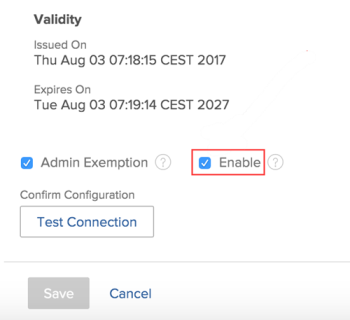 Validity
Issued On
Thu Aug 03 07:18:15 CEST 2017
Expires On
Tue Aug 03 07:19:14 CEST 2027
Admin Exemption ? Enable ?
Confirm Configuration
Test Connection
Save Cancel